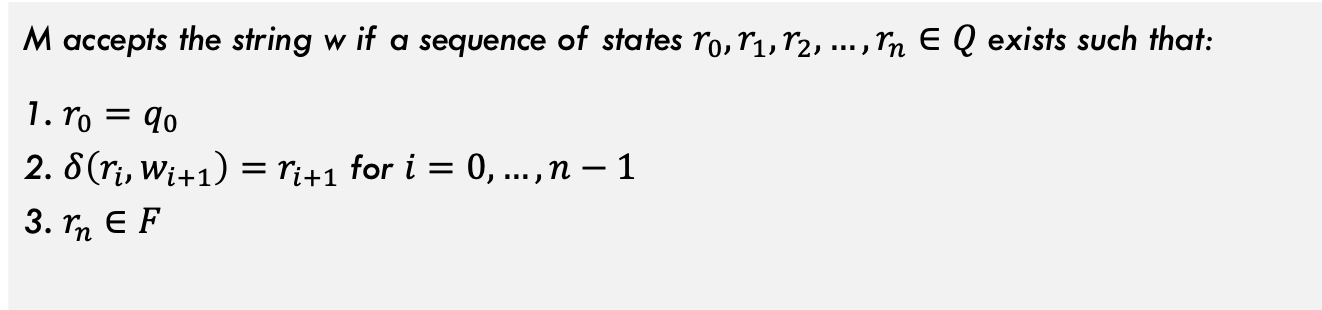 M accepts the string w if a sequence of states r₀, r₁, r₂, …, rₙ ∈ Q exists such that:
1. r₀ = q₀
2. δ(rᵢ, wᵢ₊₁) = rᵢ₊₁ for i = 0, …, n − 1
3. rₙ ∈ F